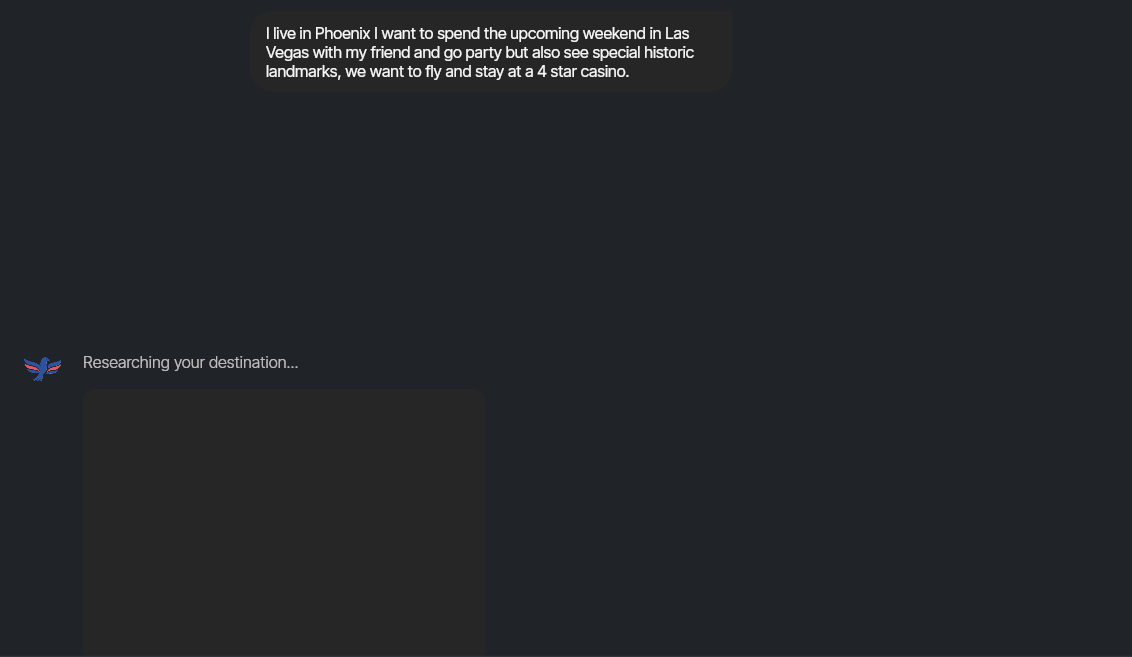 I live in Phoenix I want to spend the upcoming weekend in Las
Vegas with my friend and go party but also see special historic
landmarks, we want to fly and stay at a 4 star casino.
Researching your destination...